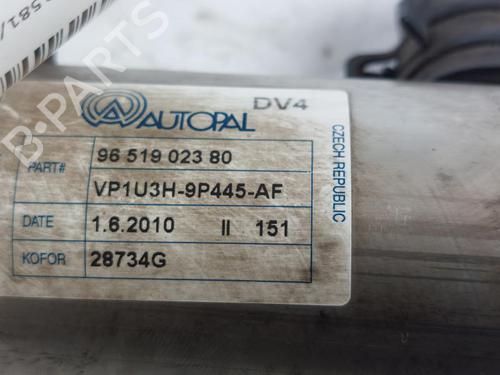 581/
B-PARTS
AUTOPAL
DV4
CZECH REPUBLIC
PART# 96 519 023 80
VP1U3H-9P445-AF
DATE 1.6.2010 II 151
KOFOR 28734G